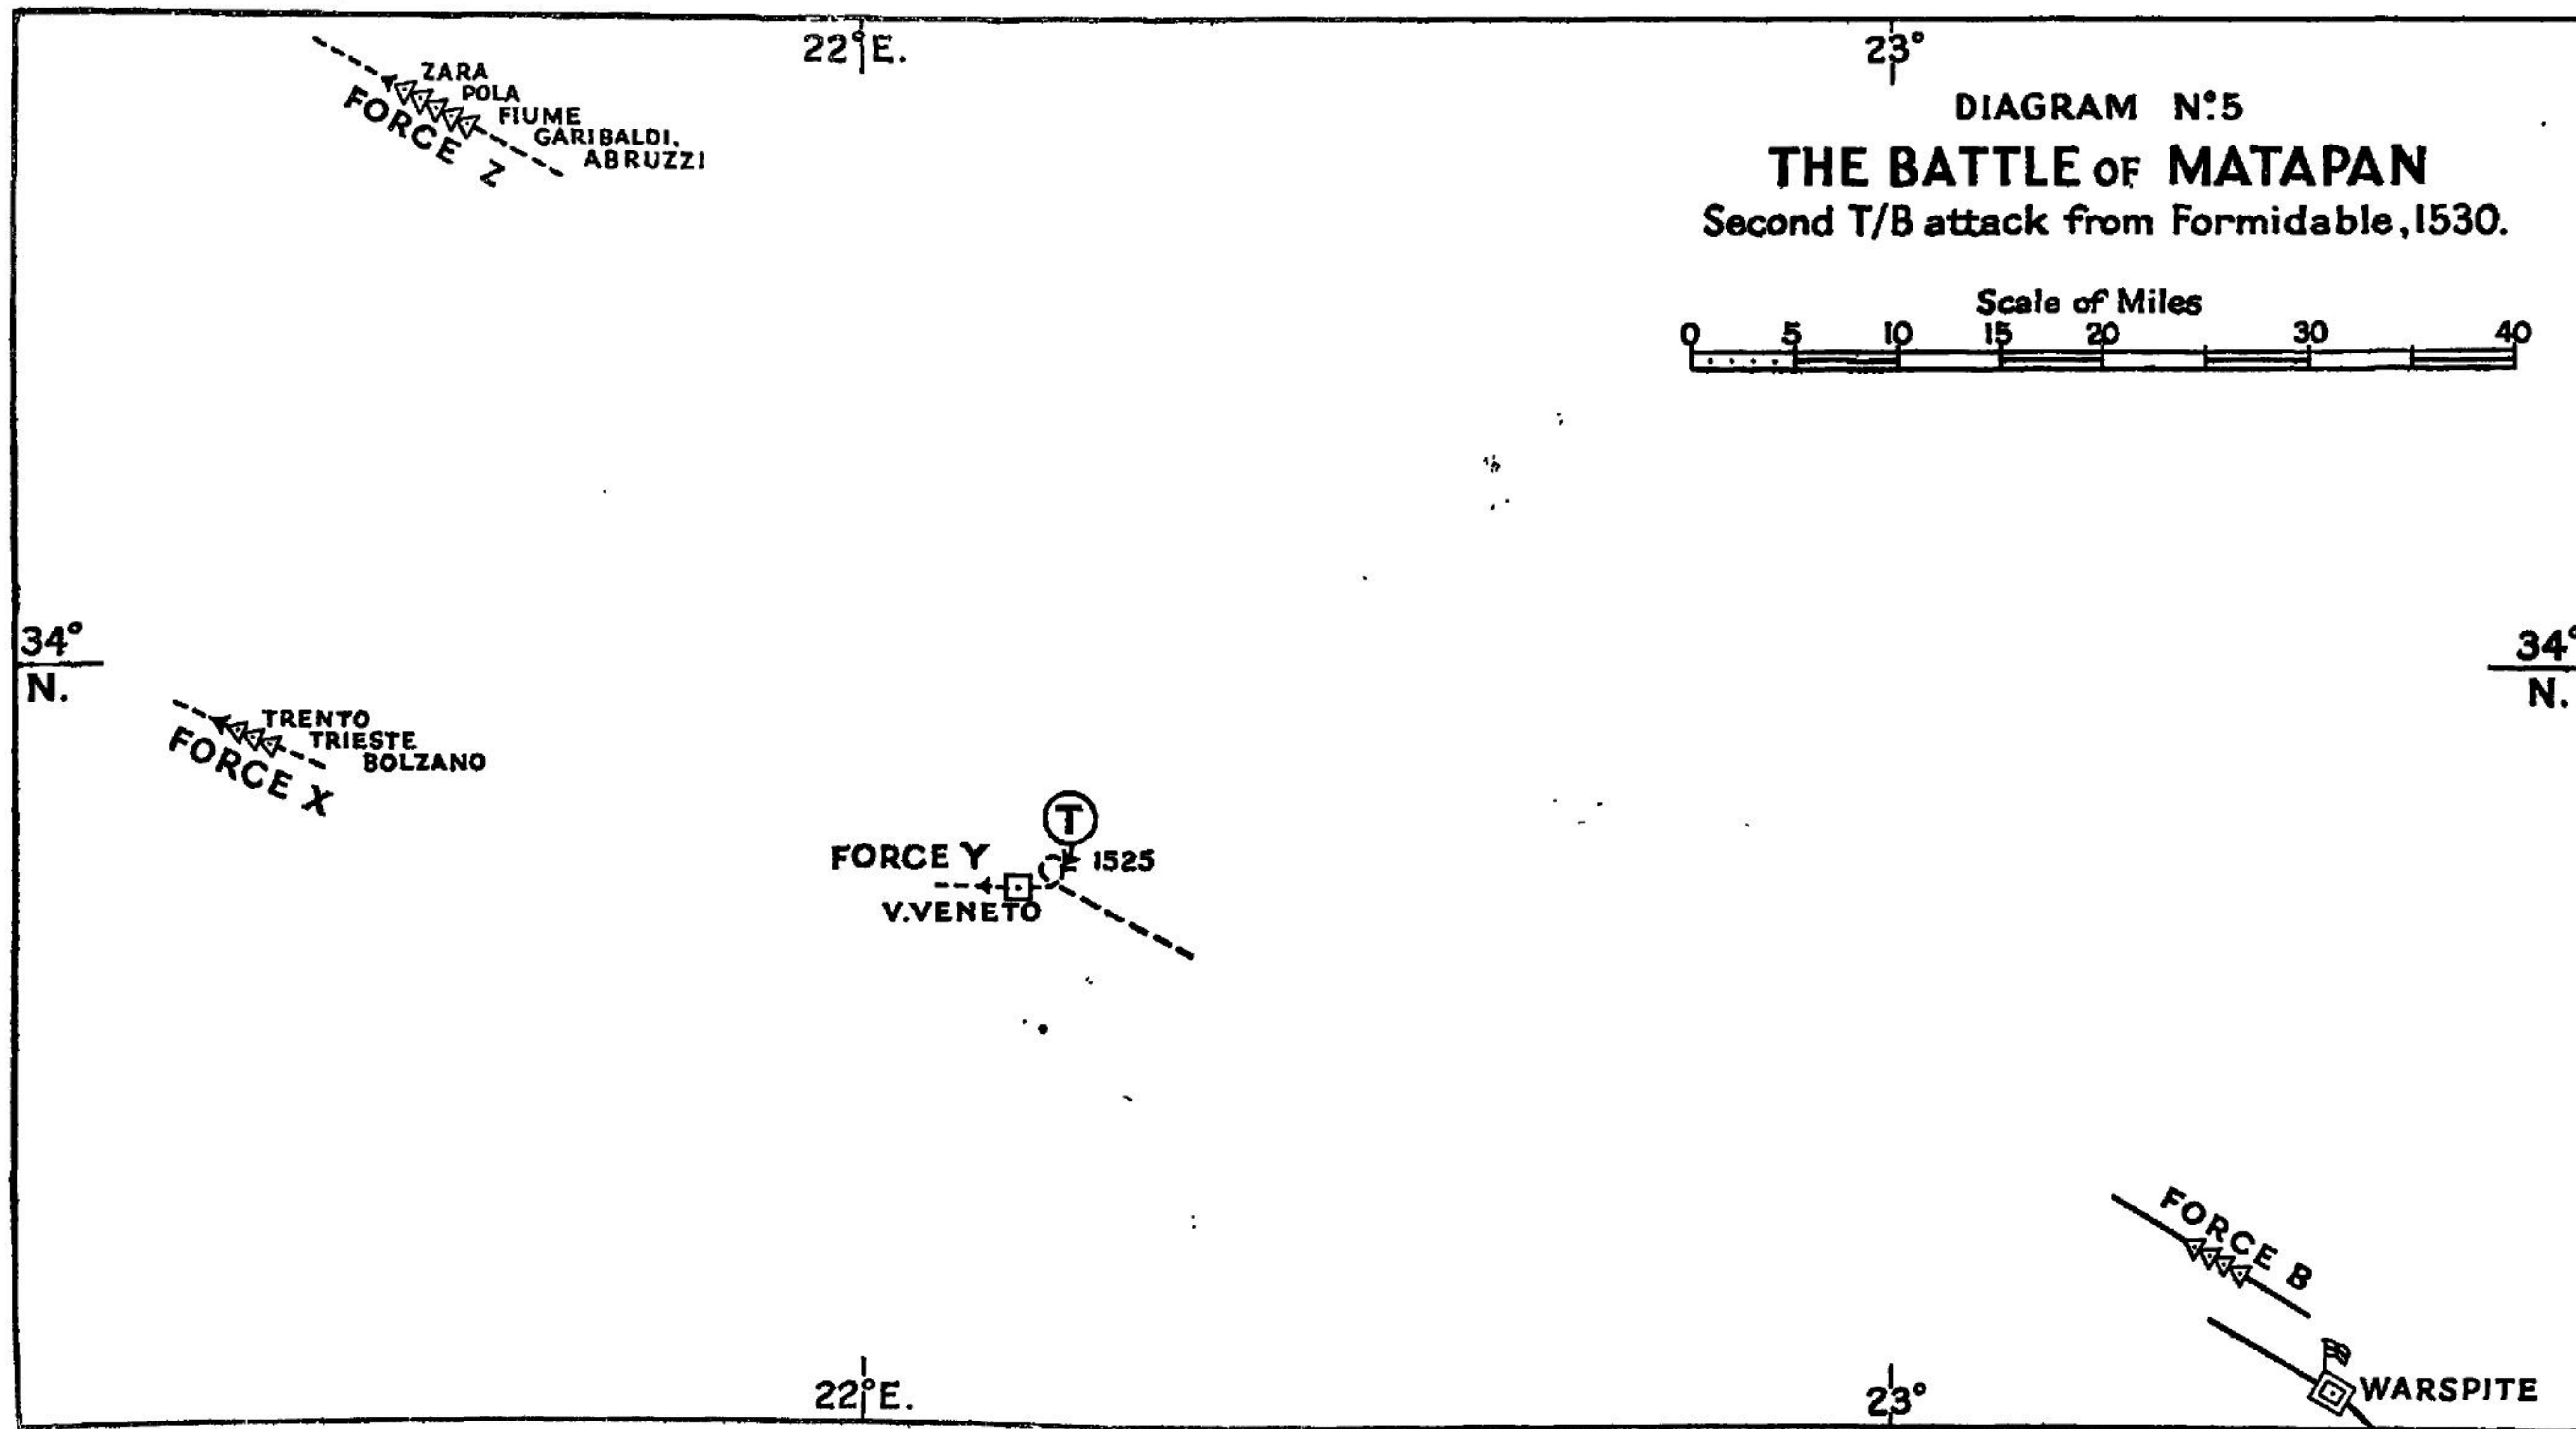 22°E.
23°
ZARA
POLA
FIUME
GARIBALDI.
ABRUZZI
FORCE Z
DIAGRAM Nº:5
THE BATTLE OF MATAPAN
Second T/B attack from Formidable, 1530.
Scale of Miles
0 5 10 15 20 30 40
34°
N.
34°
N.
TRENTO
TRIESTE
BOLZANO
FORCE X
T
FORCE Y
1525
V.VENETO
FORCE B
WARSPITE
22°E.
23°